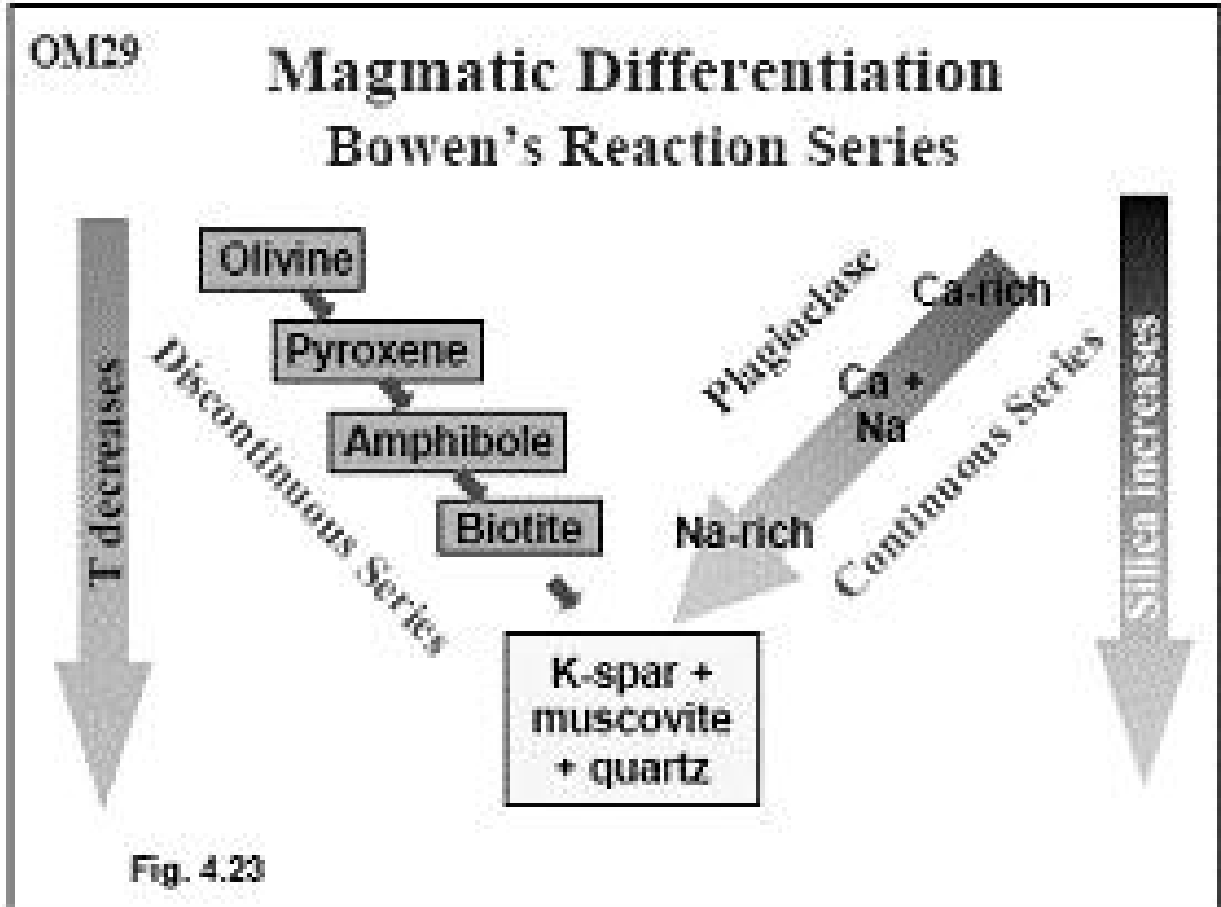 OM29
Magmatic Differentiation
Bowen's Reaction Series
T decreases
Discontinuous Series
Olivine
Pyroxene
Amphibole
Biotite
Plagioclase
Ca-rich
Ca +
Na
Na-rich
Continuous Series
Silica increases
K-spar +
muscovite
+ quartz
Fig. 4.23